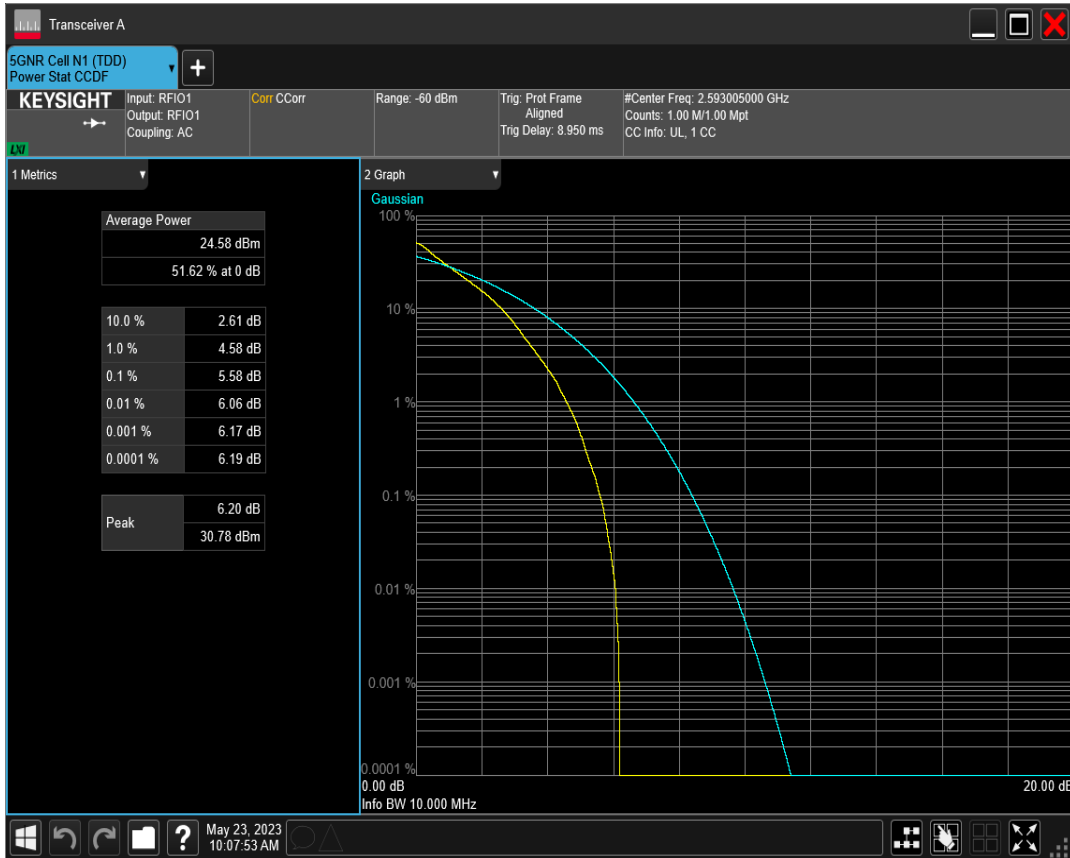 Transceiver A
5GNR Cell N1 (TDD)
Power Stat CCDF
+
KEYSIGHT
LXI
Input: RFIO1
Output: RFIO1
Coupling: AC
Corr CCorr
Range: -60 dBm
Trig: Prot Frame
Aligned
Trig Delay: 8.950 ms
#Center Freq: 2.593005000 GHz
Counts: 1.00 M/1.00 Mpt
CC Info: UL, 1 CC
1 Metrics
Average Power
24.58 dBm
51.62 % at 0 dB
10.0 % 2.61 dB
1.0 % 4.58 dB
0.1 % 5.58 dB
0.01 % 6.06 dB
0.001 % 6.17 dB
0.0001 % 6.19 dB
Peak
6.20 dB
30.78 dBm
2 Graph
Gaussian
100 %
10 %
1 %
0.1 %
0.01 %
0.001 %
0.0001 %
0.00 dB 20.00 dB
Info BW 10.000 MHz
?
May 23, 2023
10:07:53 AM